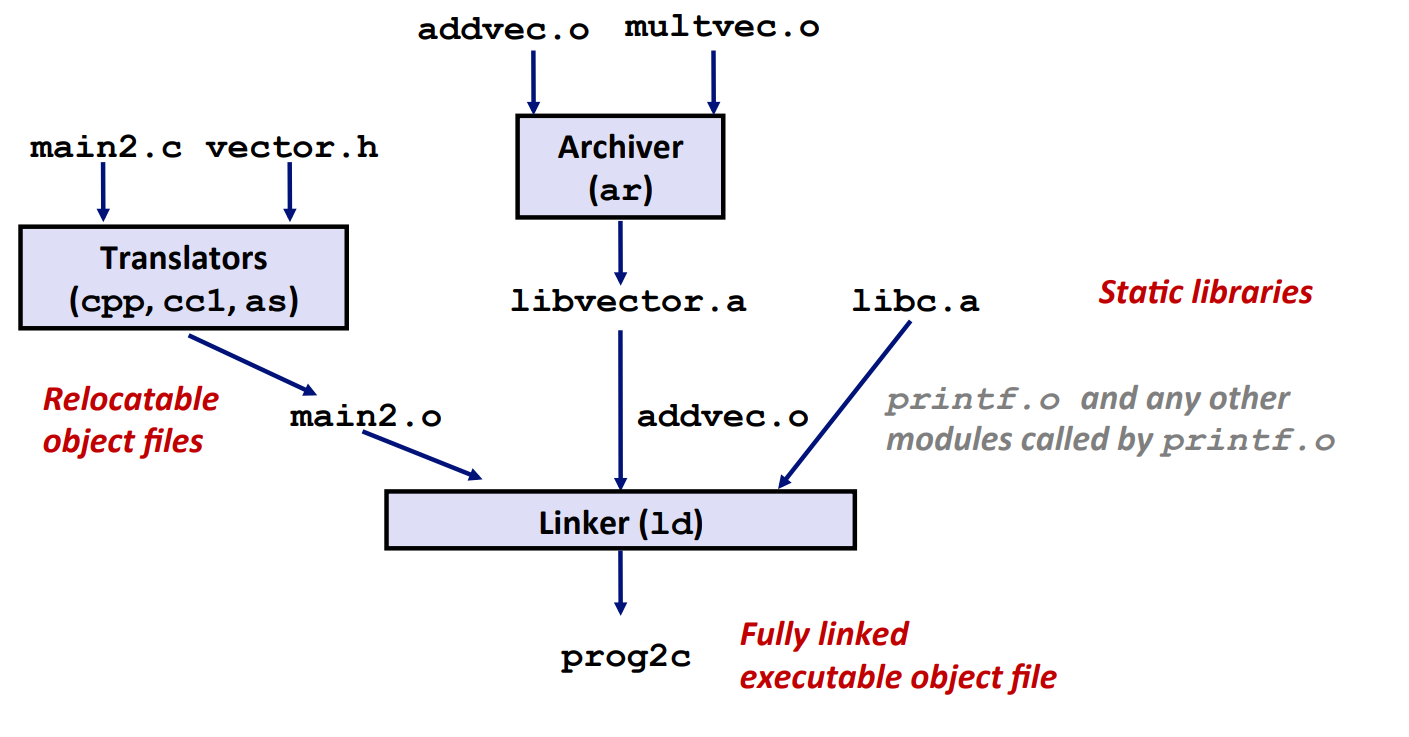 addvec.o multvec.o
Archiver
(ar)
main2.c vector.h
Translators
(cpp, cc1, as)
libvector.a libc.a
Static libraries
Relocatable
object files
main2.o
addvec.o
printf.o and any other
modules called by printf.o
Linker (ld)
prog2c
Fully linked
executable object file